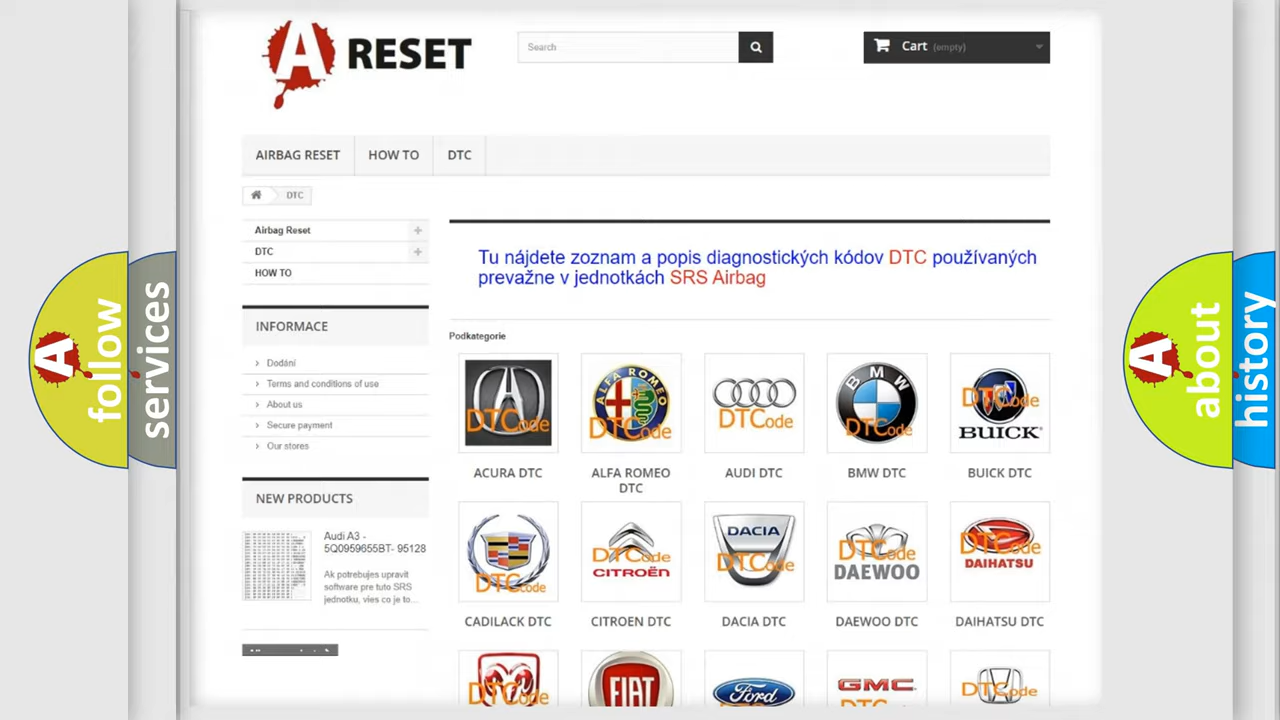 A RESET
Search
Cart (empty)
AIRBAG RESET
HOW TO
DTC
DTC
Airbag Reset
DTC
HOW TO
Tu nájdete zoznam a popis diagnostických kódov DTC používaných
prevažne v jednotkách SRS Airbag
INFORMACE
Dodání
Terms and conditions of use
About us
Secure payment
Our stores
Podkategorie
DTCode
ALFA ROMEO
DTCode
DTCode
BMW
DTCode
DTCode
BUICK
ACURA DTC
ALFA ROMEO
DTC
AUDI DTC
BMW DTC
BUICK DTC
NEW PRODUCTS
Audi A3 -
5Q0959655BT- 95128
Ak potrebujes upravit
software pre tuto SRS
jednotku, vies co je to...
DTCode
DTCode
CITROËN
DACIA
DTCode
DTCode
DAEWOO
DTCode
DAIHATSU
CADILACK DTC
CITROEN DTC
DACIA DTC
DAEWOO DTC
DAIHATSU DTC
DTCode
FIAT
Ford
GMC
DTCode
A follow
services
A about
history